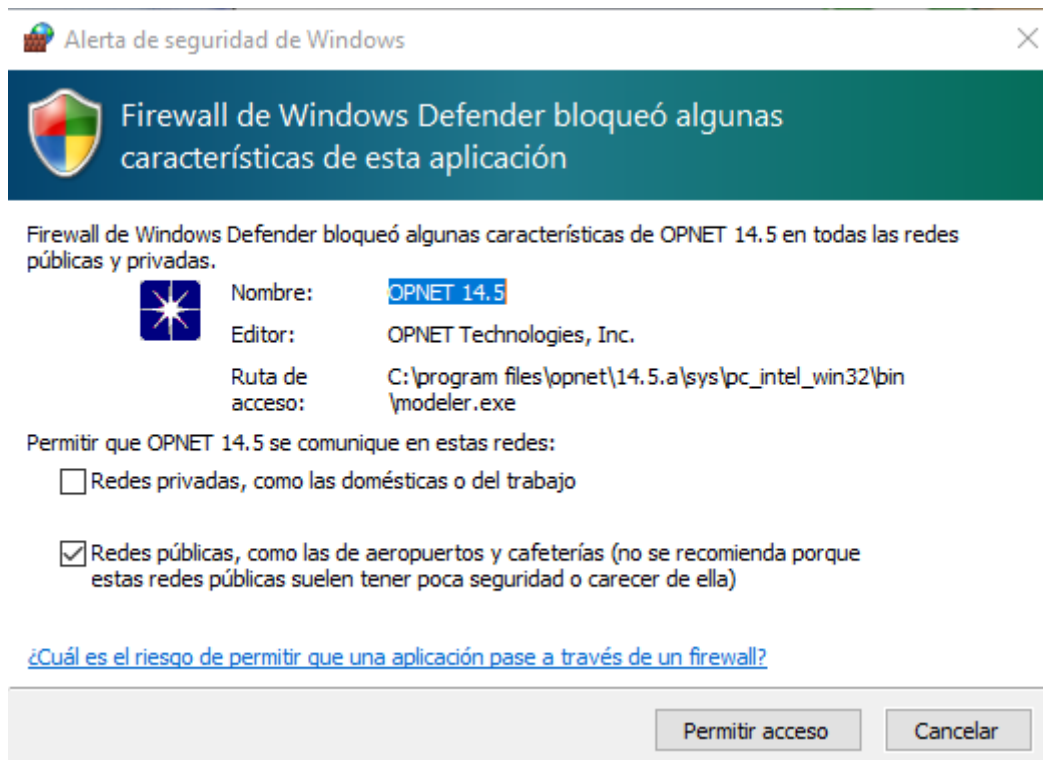 Alerta de seguridad de Windows
Firewall de Windows Defender bloqueó algunas
características de esta aplicación
Firewall de Windows Defender bloqueó algunas características de OPNET 14.5 en todas las redes
públicas y privadas.
Nombre: OPNET 14.5
Editor: OPNET Technologies, Inc.
Ruta de C:\program files\opnet\14.5.a\sys\pc_intel_win32\bin
acceso: \modeler.exe
Permitir que OPNET 14.5 se comunique en estas redes:
Redes privadas, como las domésticas o del trabajo
Redes públicas, como las de aeropuertos y cafeterías (no se recomienda porque
estas redes públicas suelen tener poca seguridad o carecer de ella)
¿Cuál es el riesgo de permitir que una aplicación pase a través de un firewall?
Permitir acceso Cancelar